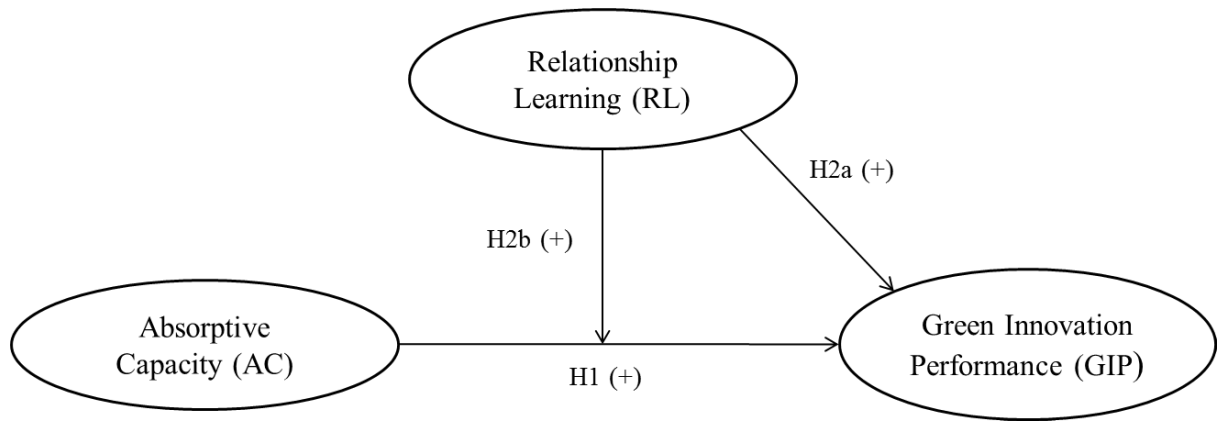 Relationship
Learning (RL)
H2a (+)
H2b (+)
Absorptive
Capacity (AC)
H1 (+)
Green Innovation
Performance (GIP)